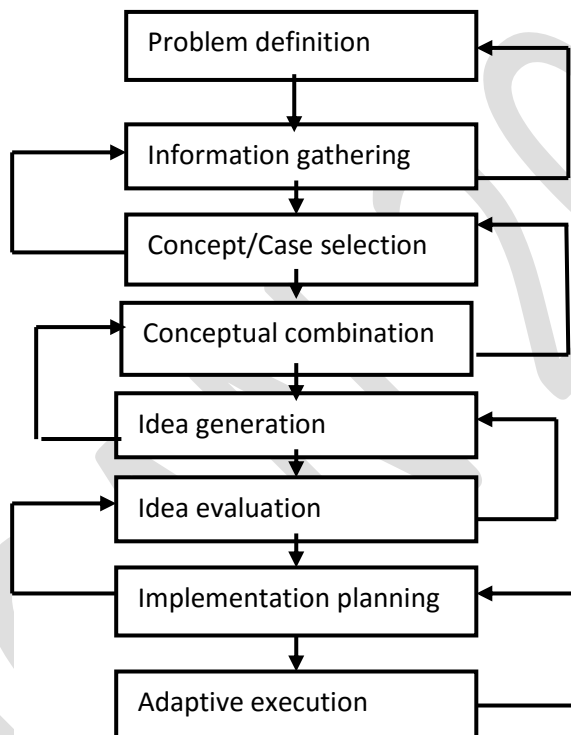 Problem definition
Information gathering
Concept/Case selection
Conceptual combination
Idea generation
Idea evaluation
Implementation planning
Adaptive execution